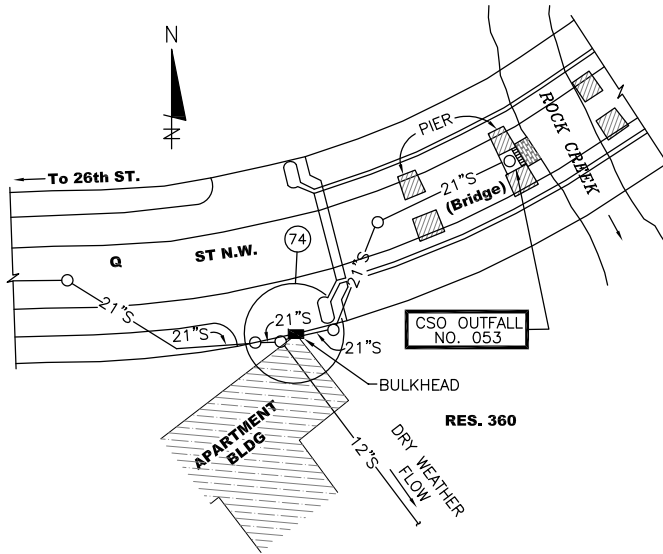 N
PIER
ROCK CREEK
To 26th ST.
21"S
(Bridge)
Q ST N.W.
74
21"S
21"S
21"S
21"S
21"S
CSO OUTFALL
NO. 053
BULKHEAD
APARTMENT
BLDG
RES. 360
12"S
DRY WEATHER
FLOW